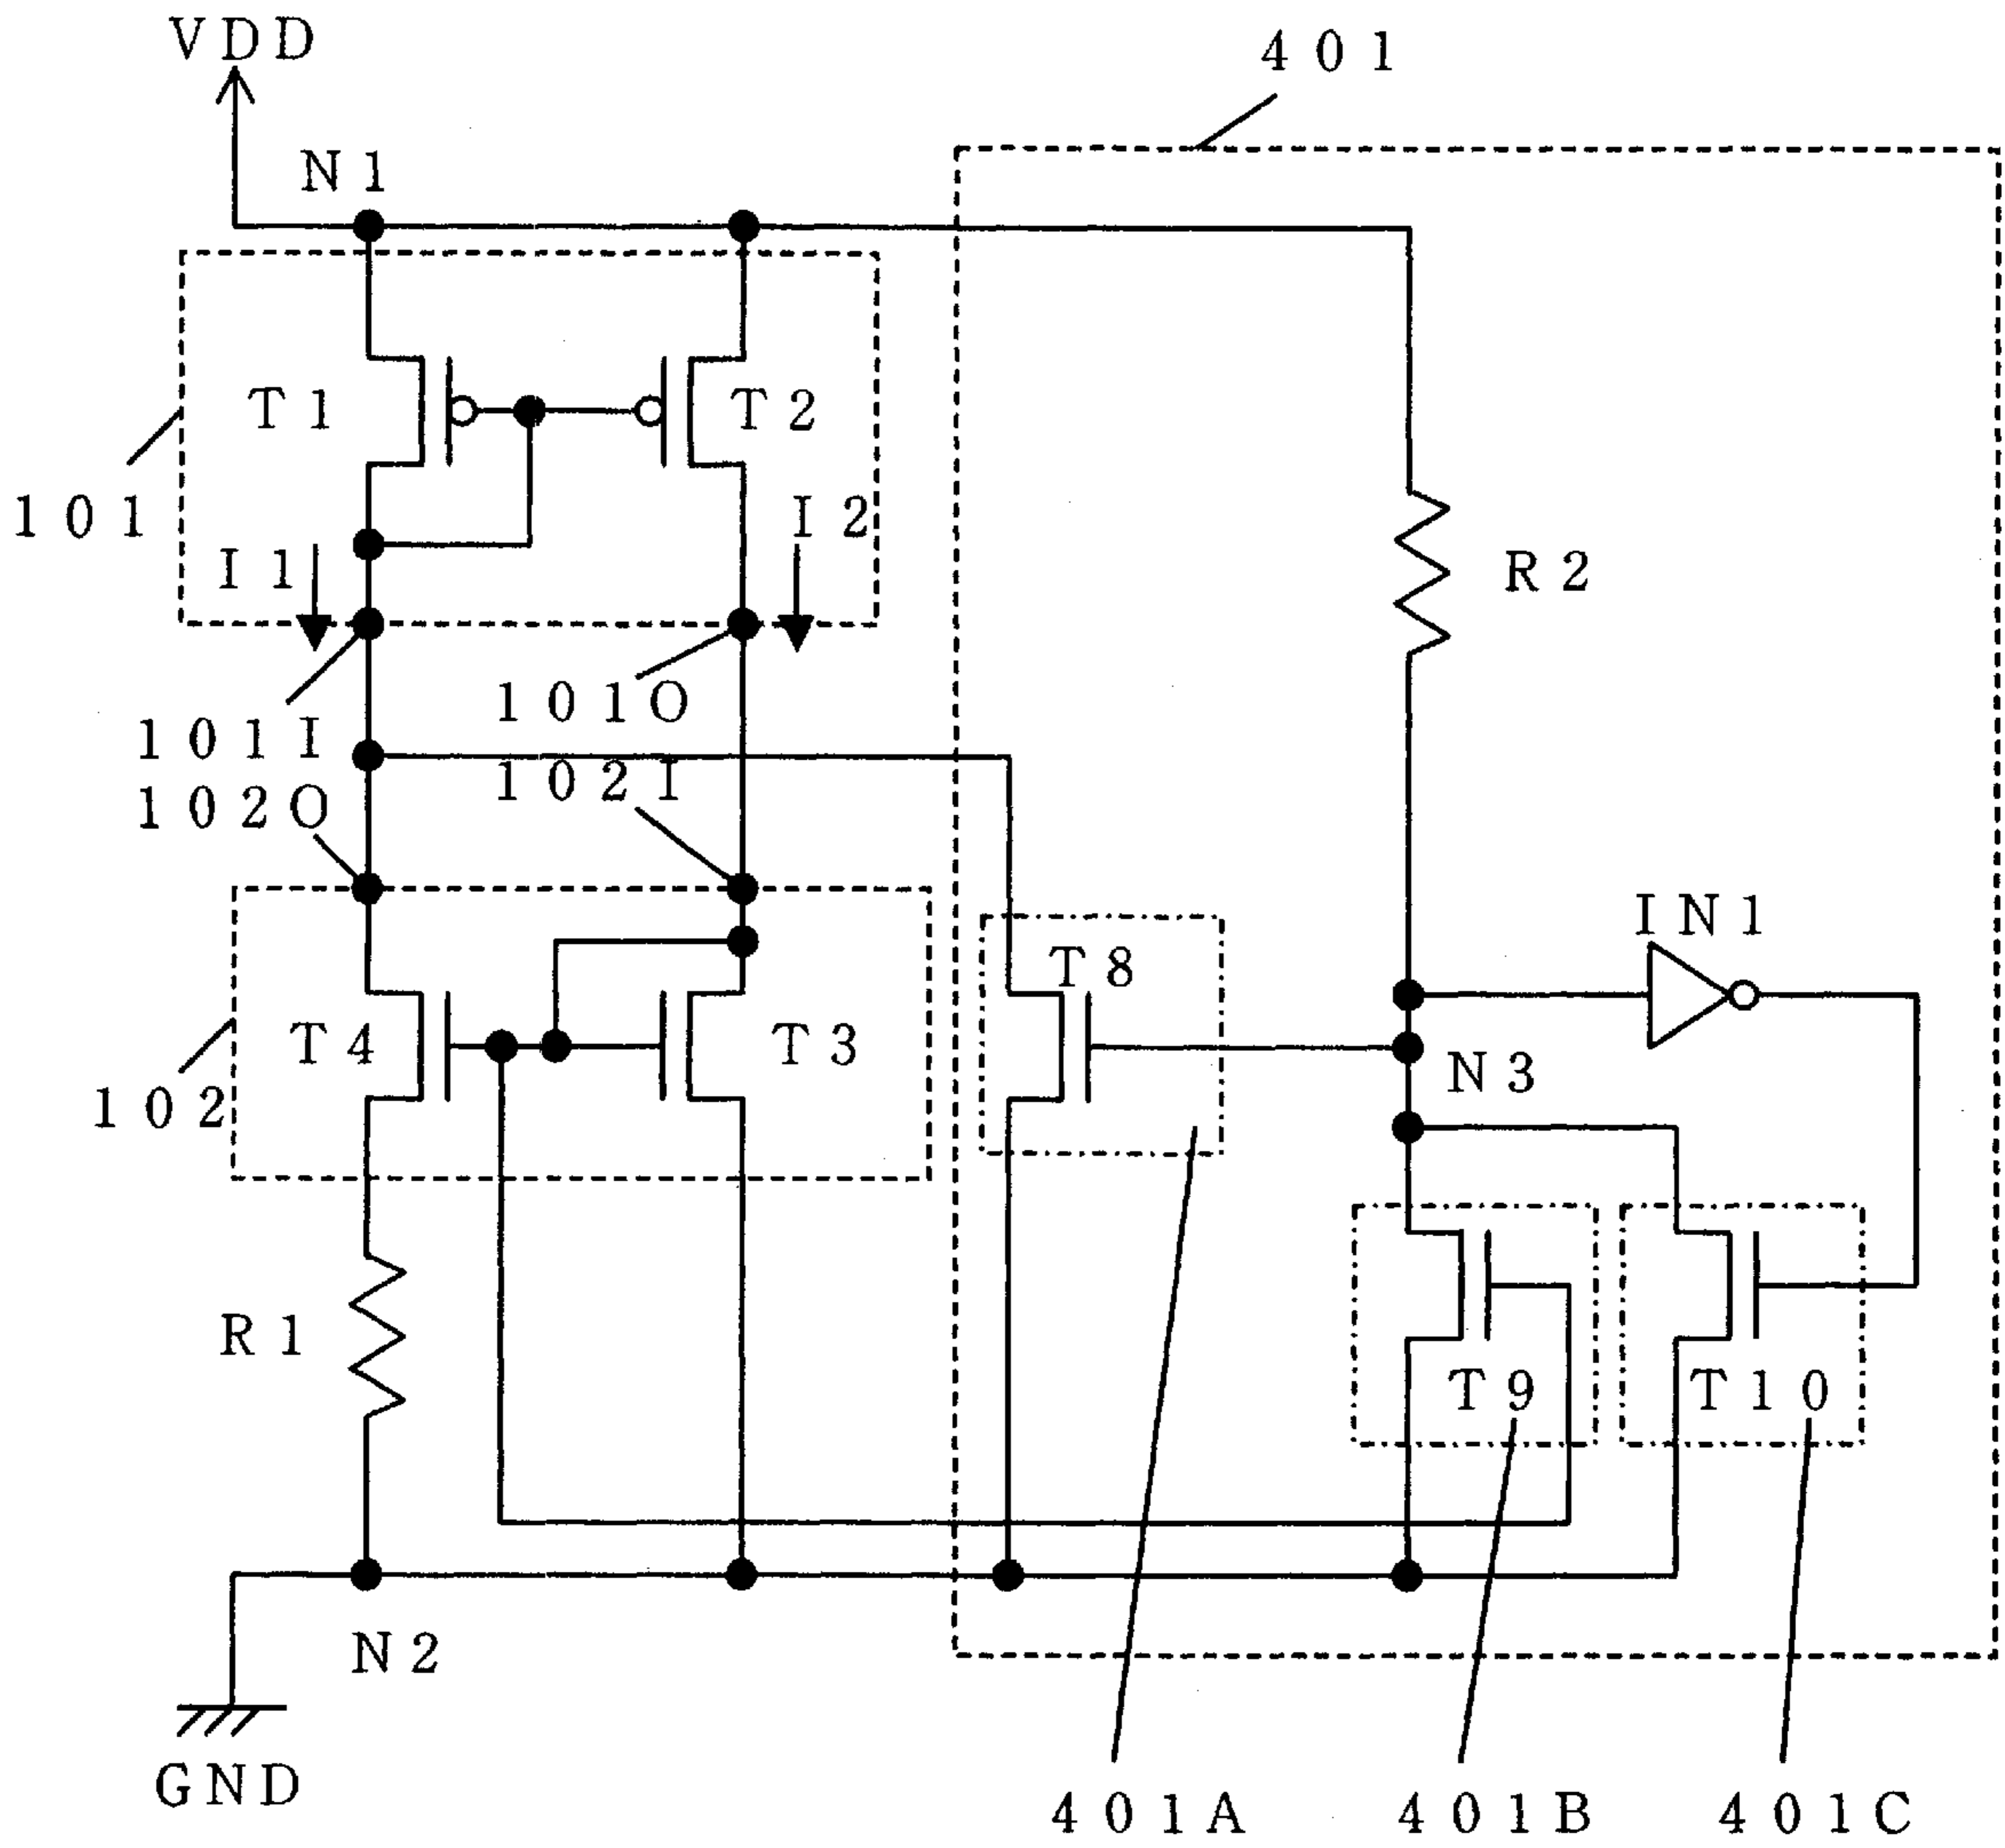 VDD
401
N1
T1
T2
101
I1
I2
R2
101O
101I
102I
102O
IN1
T8
T4
T3
N3
102
R1
T9
T10
N2
GND
401A
401B
401C